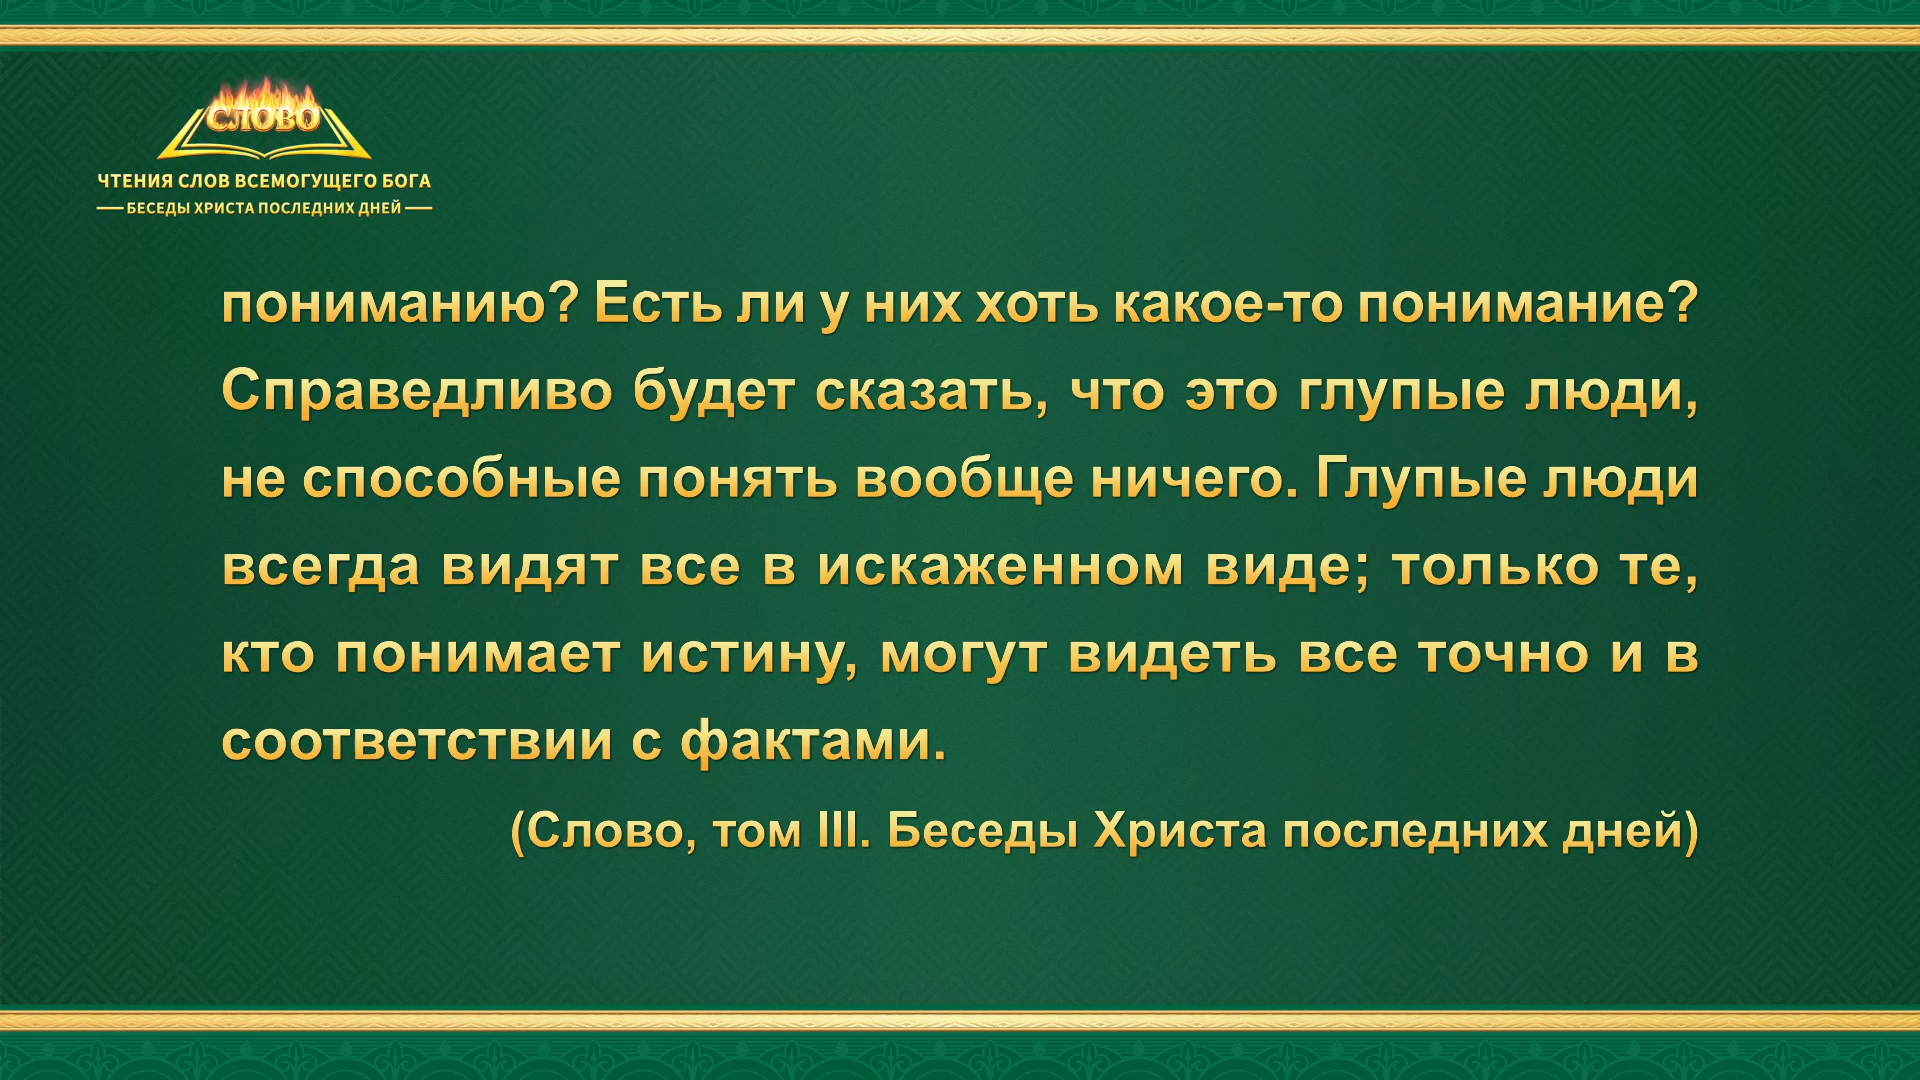 СЛОВО
ЧТЕНИЯ СЛОВ ВСЕМОГУЩЕГО БОГА
БЕСЕДЫ ХРИСТА ПОСЛЕДНИХ ДНЕЙ
пониманию? Есть ли у них хоть какое-то понимание?
Справедливо будет сказать, что это глупые люди,
не способные понять вообще ничего. Глупые люди
всегда видят все в искаженном виде; только те,
кто понимает истину, могут видеть все точно и в
соответствии с фактами.
(Слово, том III. Беседы Христа последних дней)